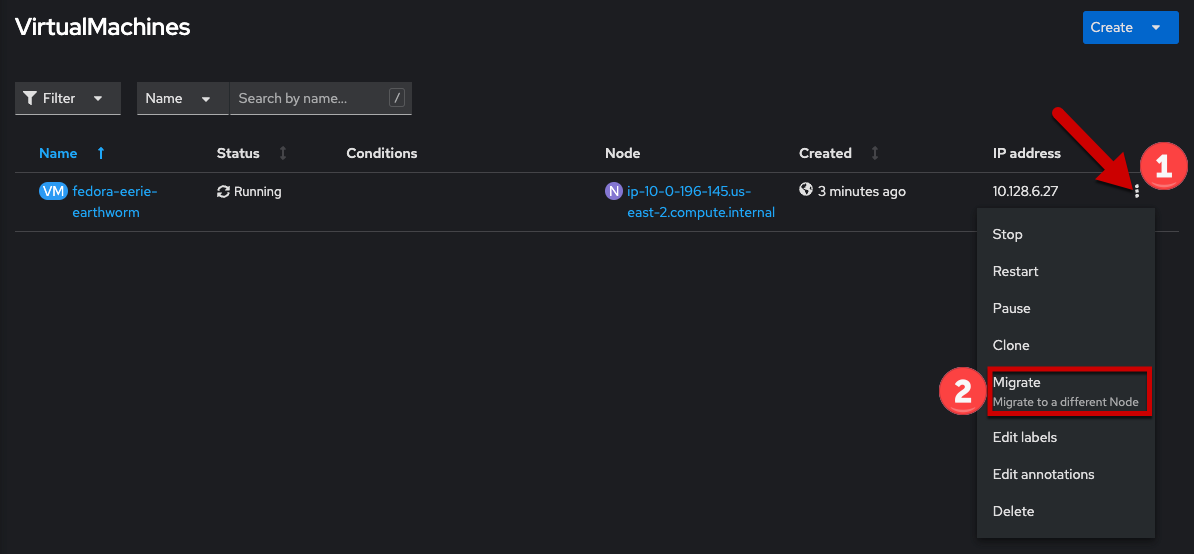 VirtualMachines
Create
Filter
Name
Search by name...
/
Name
Status
Conditions
Node
Created
IP address
1
VM
fedora-eerie-
earthworm
Running
N
ip-10-0-196-145.us-
east-2.compute.internal
3 minutes ago
10.128.6.27
Stop
Restart
Pause
Clone
2
Migrate
Migrate to a different Node
Edit labels
Edit annotations
Delete